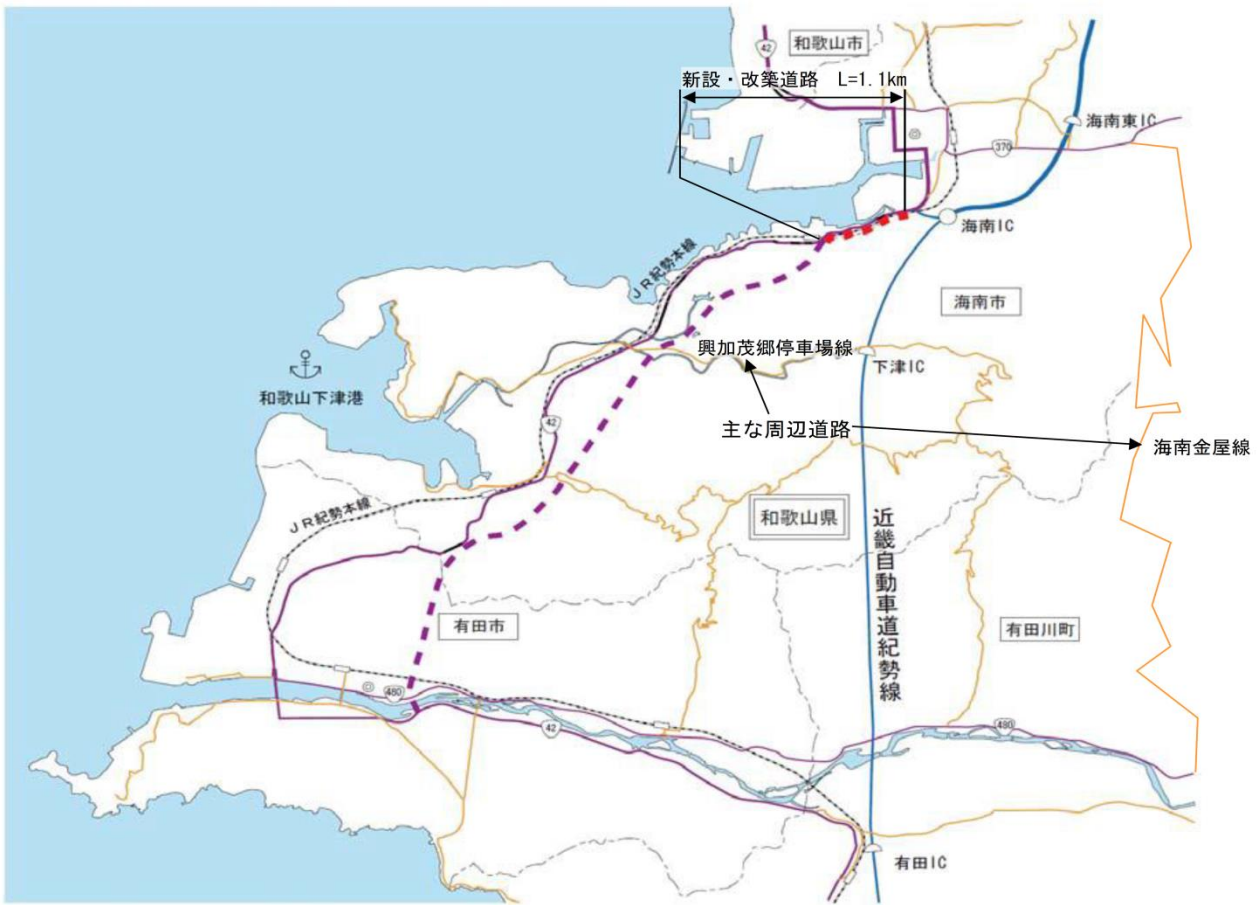 42
和歌山市
新設・改築道路 L=1.1km
海南東IC
370
海南IC
JR紀勢本線
海南市
興加茂郷停車場線
下津IC
和歌山下津港
42
主な周辺道路
海南金屋線
JR紀勢本線
和歌山県
近畿自動車道紀勢線
有田市
有田川町
480
42
480
有田IC